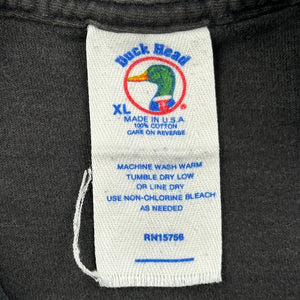 Duck Head
XL
®
MADE IN U.S.A
100% COTTON
CARE ON REVERSE
MACHINE WASH WARM
TUMBLE DRY LOW
OR LINE DRY
USE NON-CHLORINE BLEACH
AS NEEDED
RN15756